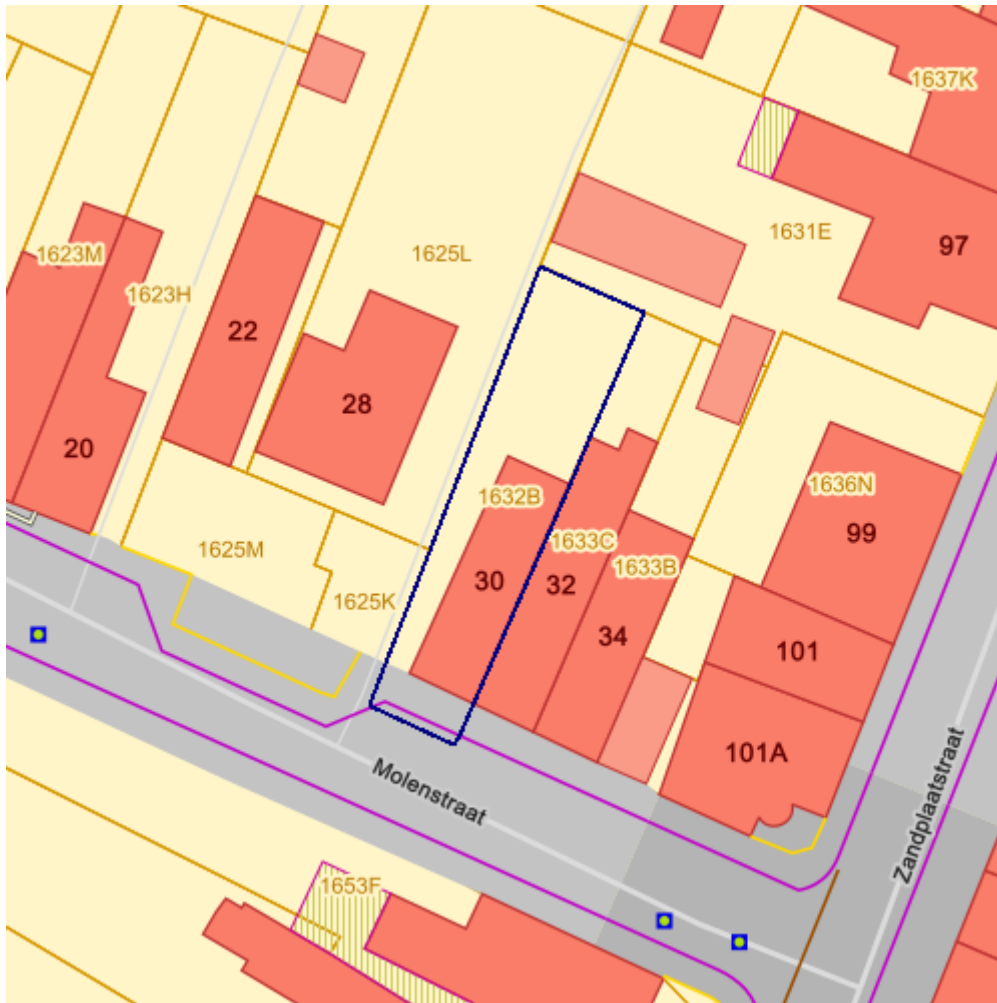 1637K
1623M
1623H
1625L
1631E
97
22
28
20
1632B
1636N
99
1625M
1633C
1633B
30
32
1625K
34
101
101A
Molenstraat
Zandplaatstraat
1653F